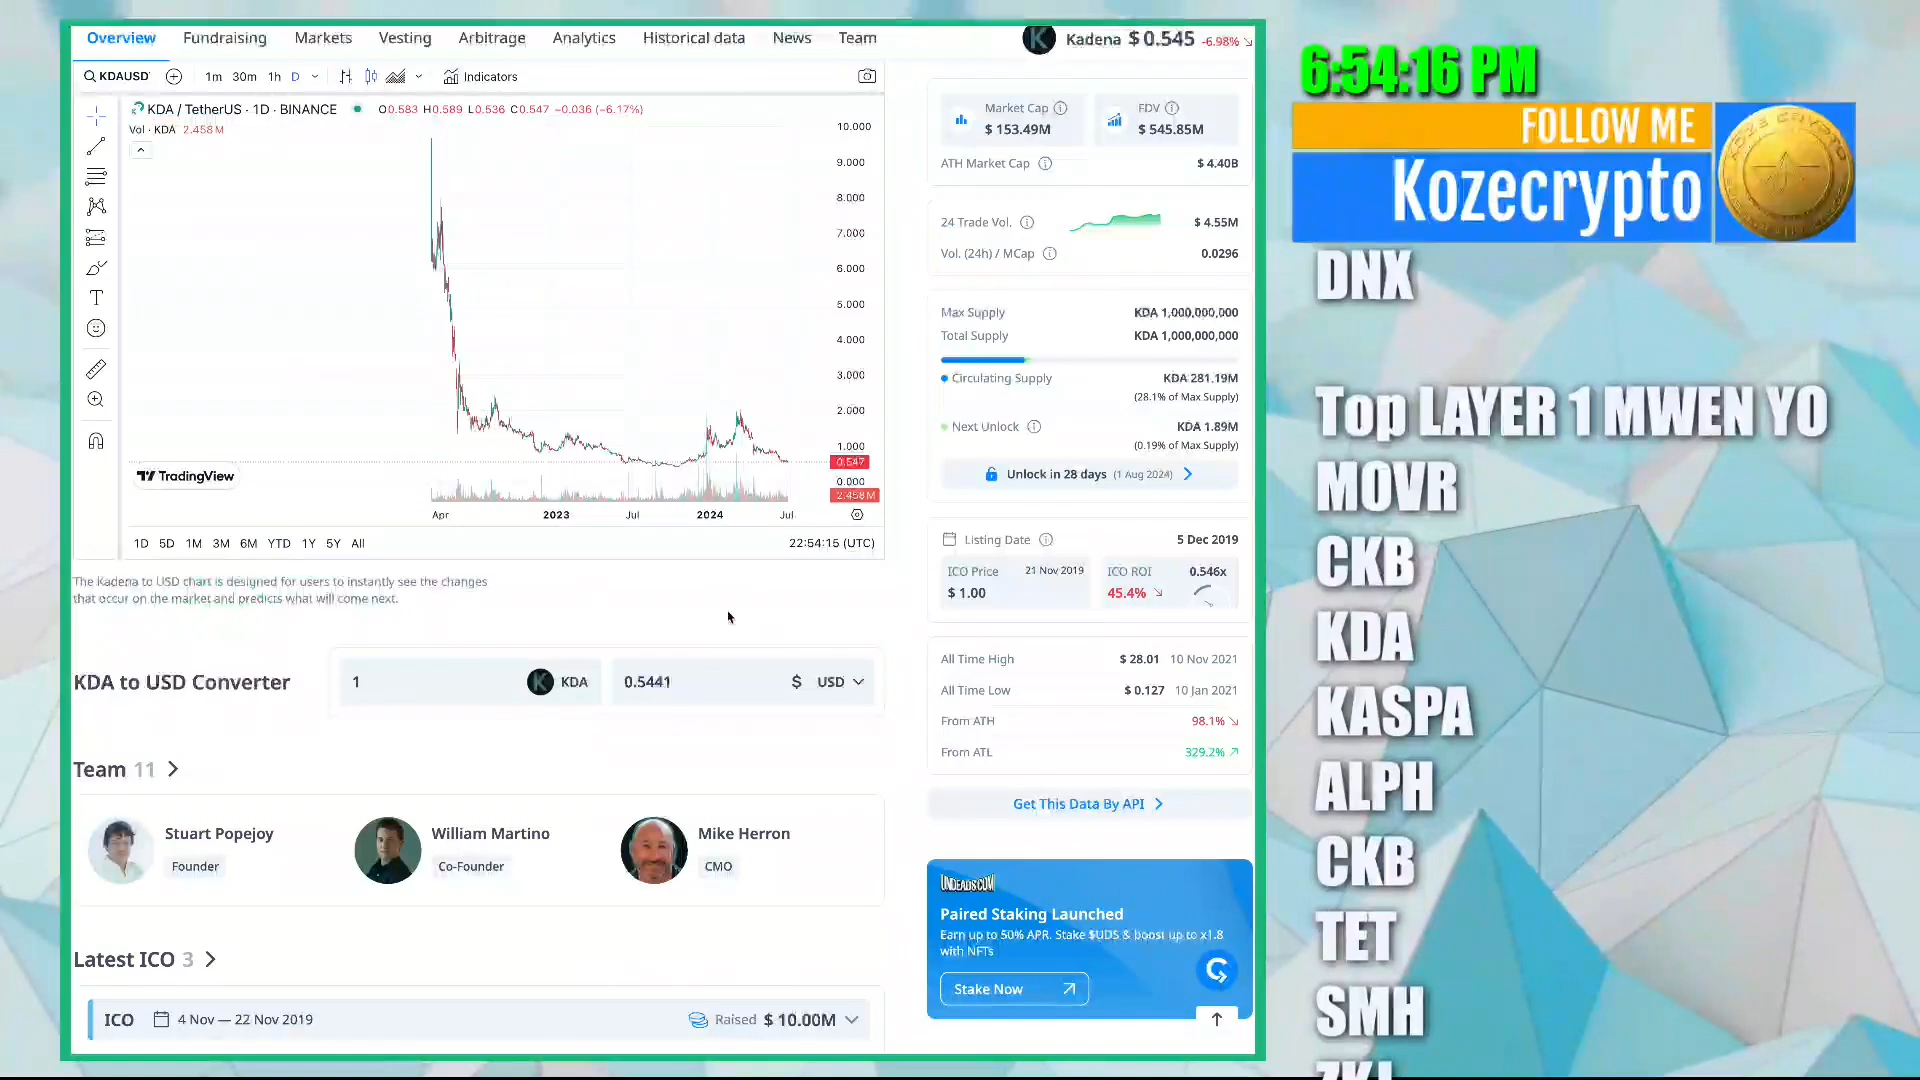 Overview Fundraising Markets Vesting Arbitrage Analytics Historical data News Team
Kadena $ 0.545 -6.98%
KDAUSD 1m 30m 1h D Indicators
KDA / TetherUS · 1D · BINANCE O0.583 H0.589 L0.536 C0.547 −0.036 (−6.17%)
Vol · KDA 2.458 M
10.000
9.000
8.000
7.000
6.000
5.000
4.000
3.000
2.000
1.000
0.547
0.000
2.458 M
TradingView
Apr 2023 Jul 2024 Jul
1D 5D 1M 3M 6M YTD 1Y 5Y All 22:54:15 (UTC)
The Kadena to USD chart is designed for users to instantly see the changes
that occur on the market and predicts what will come next.
KDA to USD Converter 1 KDA 0.5441 $ USD
Team 11
Stuart Popejoy
Founder
William Martino
Co-Founder
Mike Herron
CMO
Latest ICO 3
ICO 4 Nov — 22 Nov 2019 Raised $ 10.00M
Market Cap
$ 153.49M
FDV
$ 545.85M
ATH Market Cap $ 4.40B
24 Trade Vol. $ 4.55M
Vol. (24h) / MCap 0.0296
Max Supply KDA 1,000,000,000
Total Supply KDA 1,000,000,000
Circulating Supply KDA 281.19M
(28.1% of Max Supply)
Next Unlock KDA 1.89M
(0.19% of Max Supply)
Unlock in 28 days (1 Aug 2024)
Listing Date 5 Dec 2019
ICO Price 21 Nov 2019
$ 1.00
ICO ROI 0.546x
45.4%
All Time High $ 28.01 10 Nov 2021
All Time Low $ 0.127 10 Jan 2021
From ATH 98.1%
From ATL 329.2%
Get This Data By API
UNDEADS.COM
Paired Staking Launched
Earn up to 50% APR. Stake $UDS & boost up to x1.8
with NFTs
Stake Now
6:54:16 PM
FOLLOW ME
Kozecrypto
DNX
Top LAYER 1 MWEN YO
MOVR
CKB
KDA
KASPA
ALPH
CKB
TET
SMH